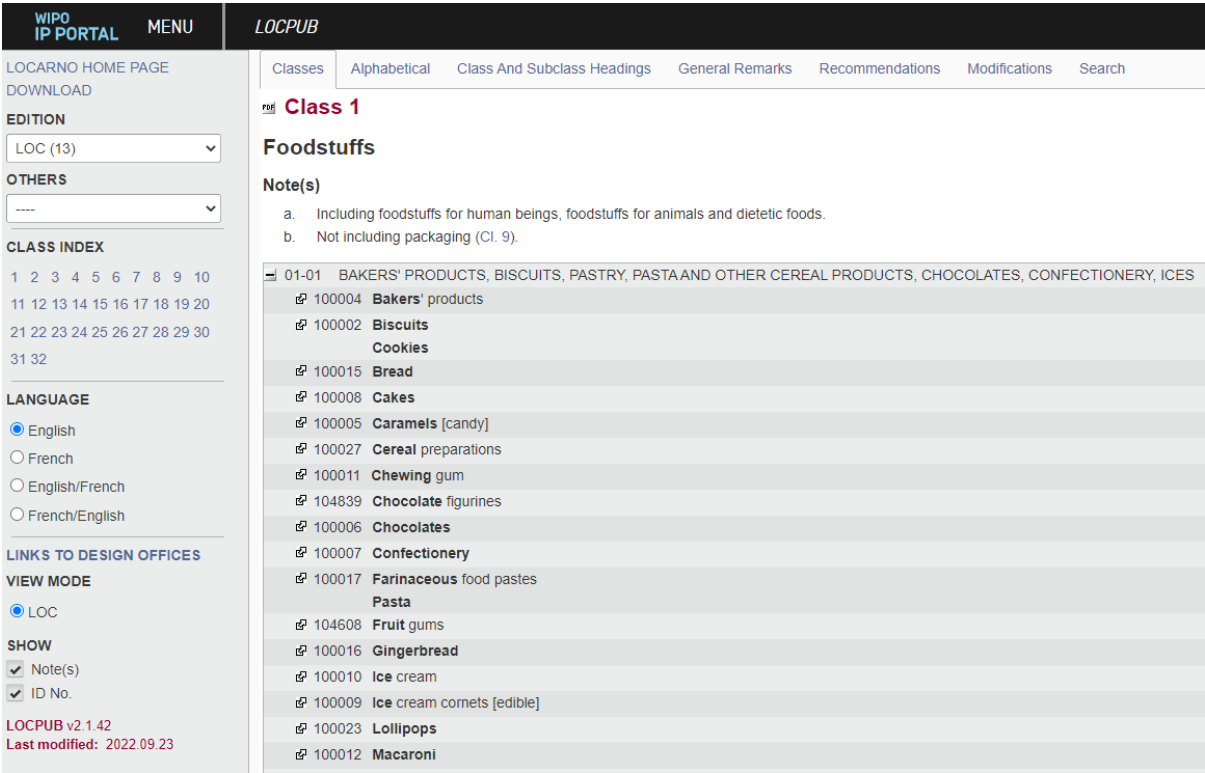 WIPO
IP PORTAL MENU LOCPUB
LOCARNO HOME PAGE
DOWNLOAD
EDITION
LOC (13)
OTHERS
----
CLASS INDEX
1 2 3 4 5 6 7 8 9 10
11 12 13 14 15 16 17 18 19 20
21 22 23 24 25 26 27 28 29 30
31 32
LANGUAGE
English
French
English/French
French/English
LINKS TO DESIGN OFFICES
VIEW MODE
LOC
SHOW
Note(s)
ID No.
LOCPUB v2.1.42
Last modified: 2022.09.23
Classes Alphabetical Class And Subclass Headings General Remarks Recommendations Modifications Search
PDF Class 1
Foodstuffs
Note(s)
a. Including foodstuffs for human beings, foodstuffs for animals and dietetic foods.
b. Not including packaging (Cl. 9).
01-01 BAKERS' PRODUCTS, BISCUITS, PASTRY, PASTA AND OTHER CEREAL PRODUCTS, CHOCOLATES, CONFECTIONERY, ICES
100004 Bakers' products
100002 Biscuits
Cookies
100015 Bread
100008 Cakes
100005 Caramels [candy]
100027 Cereal preparations
100011 Chewing gum
104839 Chocolate figurines
100006 Chocolates
100007 Confectionery
100017 Farinaceous food pastes
Pasta
104608 Fruit gums
100016 Gingerbread
100010 Ice cream
100009 Ice cream cornets [edible]
100023 Lollipops
100012 Macaroni